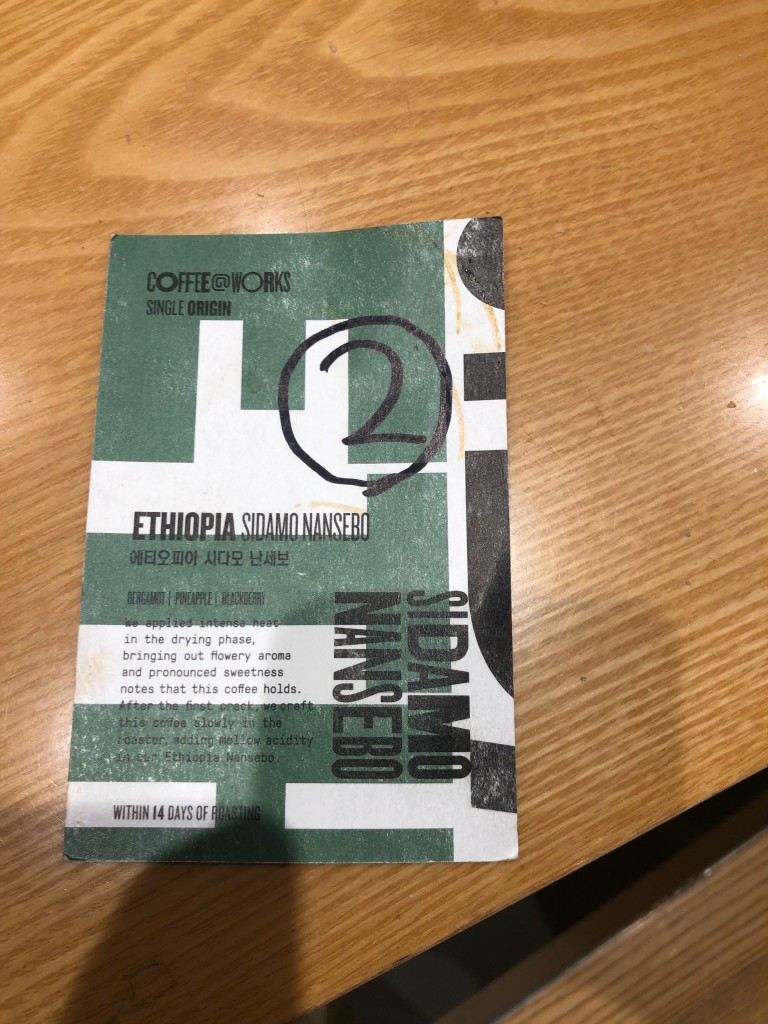 COFFEE@WORKS
SINGLE ORIGIN
2
ETHIOPIA SIDAMO NANSEBO
에티오피아 시다모 난세보
BERGAMOT | PINEAPPLE | BLACKBERRY
We applied intense heat
in the drying phase,
bringing out flowery aroma
and pronounced sweetness
notes that this coffee holds.
After the first crack, we craft
this coffee slowly in the
roaster, adding mellow acidity
in our Ethiopia Nansebo.
WITHIN 14 DAYS OF ROASTING
SIDAMO
NANSEBO